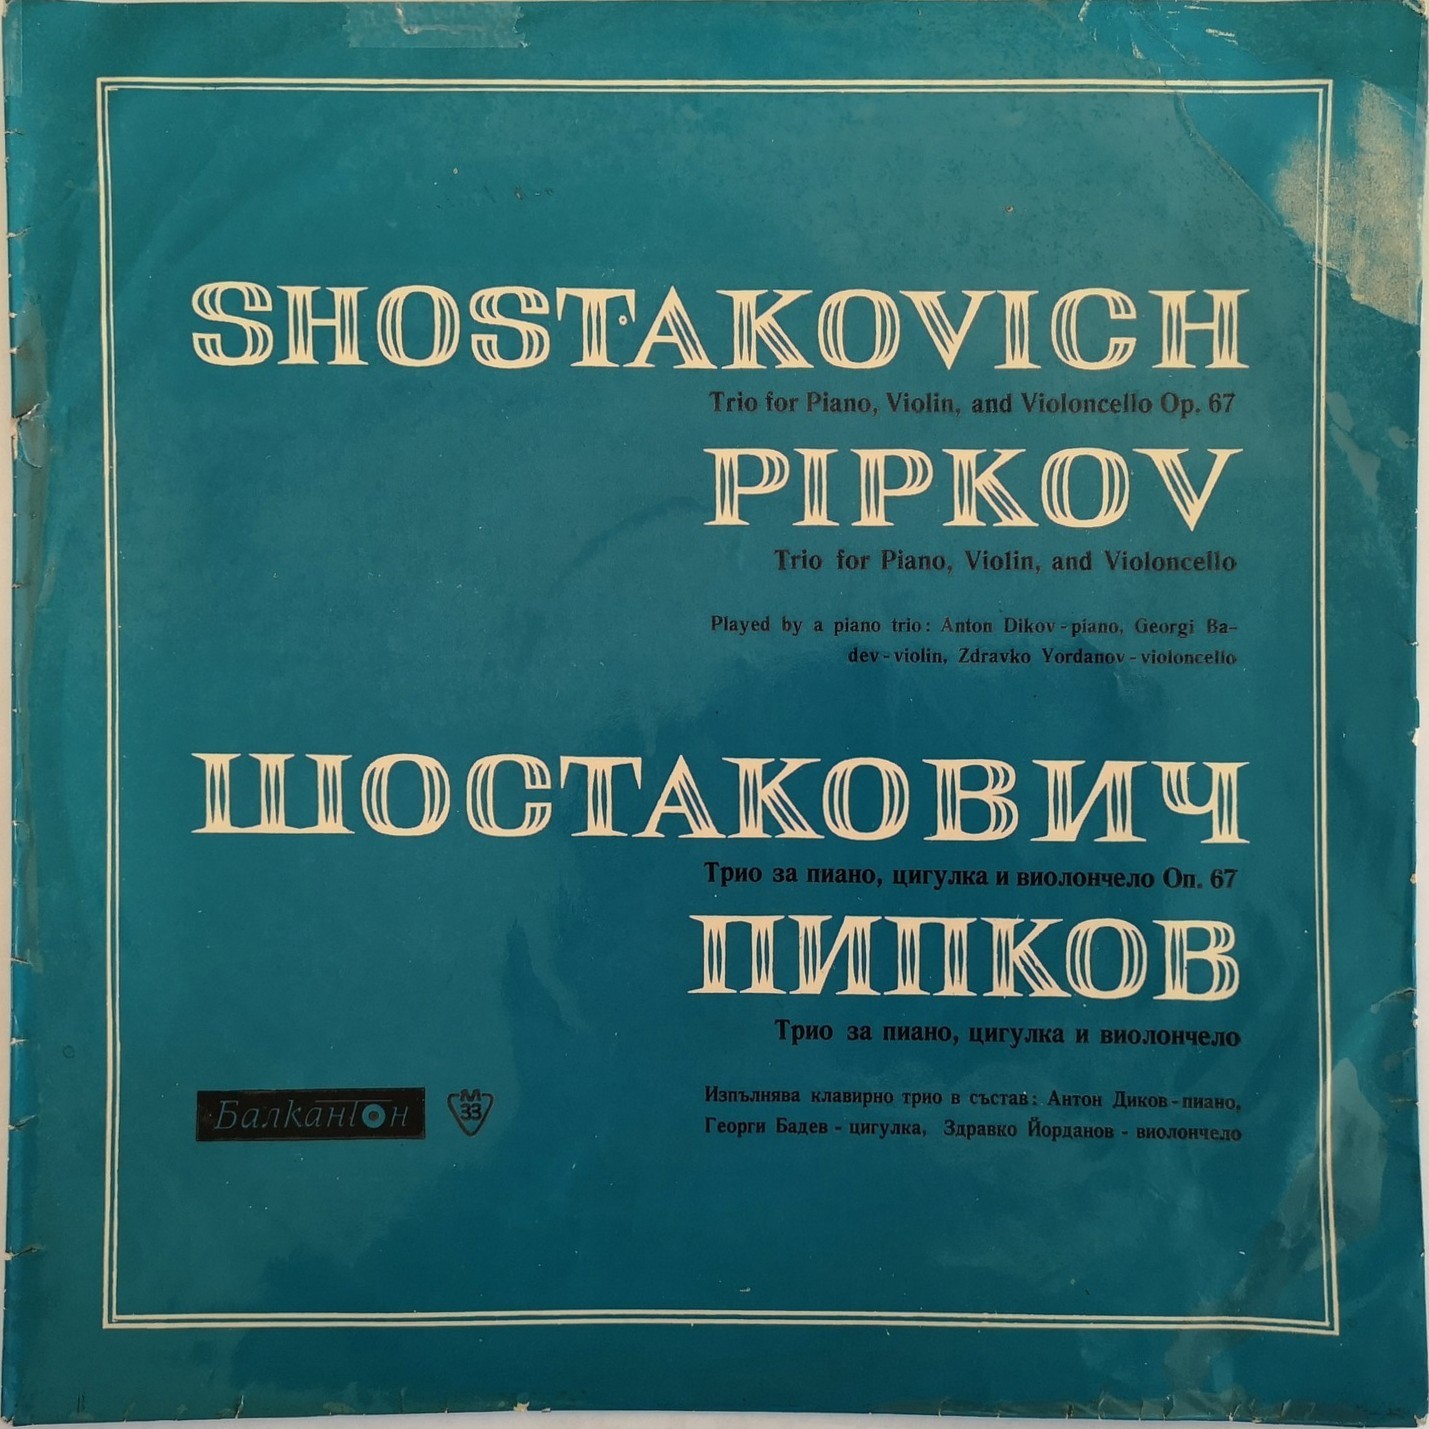 SHOSTAKOVICH
Trio for Piano, Violin, and Violoncello Op. 67
PIPKOV
Trio for Piano, Violin, and Violoncello
Played by a piano trio: Anton Dikov - piano, Georgi Ba-
dev - violin, Zdravko Yordanov - violoncello
ШОСТАКОВИЧ
Трио за пиано, цигулка и виолончело Оп. 67
ПИПКОВ
Трио за пиано, цигулка и виолончело
Изпълнява клавирно трио в състав: Антон Диков - пиано,
Георги Бадев - цигулка, Здравко Йорданов - виолончело
Балкантон
М
33